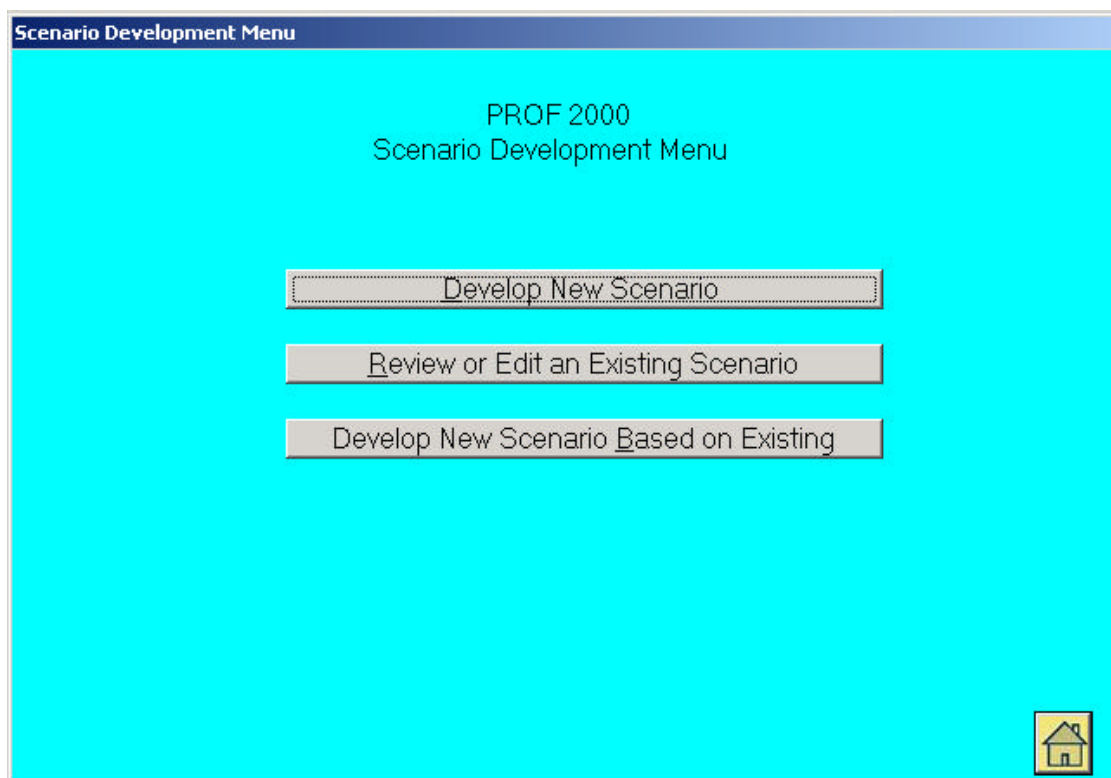 Scenario Development Menu
PROF 2000
Scenario Development Menu
Develop New Scenario
Review or Edit an Existing Scenario
Develop New Scenario Based on Existing